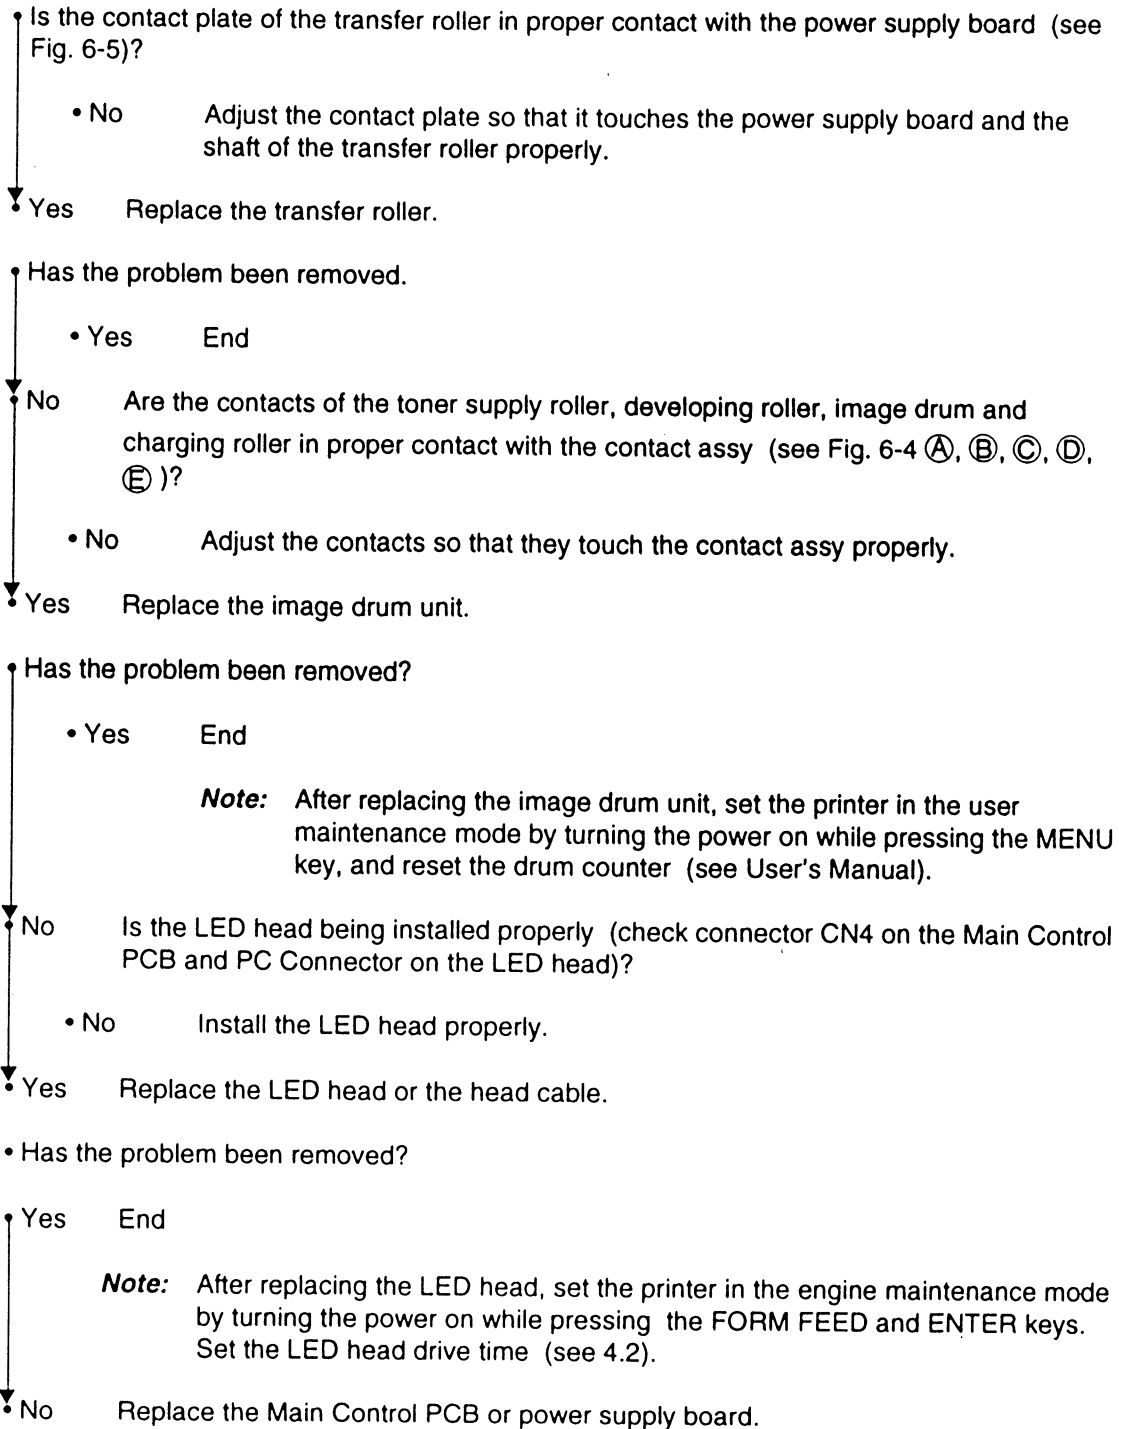 • Is the contact plate of the transfer roller in proper contact with the power supply board (see
Fig. 6-5)?
• No Adjust the contact plate so that it touches the power supply board and the
shaft of the transfer roller properly.
• Yes Replace the transfer roller.
• Has the problem been removed.
• Yes End
• No Are the contacts of the toner supply roller, developing roller, image drum and
charging roller in proper contact with the contact assy (see Fig. 6-4 Ⓐ, Ⓑ, Ⓒ, Ⓓ,
Ⓔ )?
• No Adjust the contacts so that they touch the contact assy properly.
• Yes Replace the image drum unit.
• Has the problem been removed?
• Yes End
Note: After replacing the image drum unit, set the printer in the user
maintenance mode by turning the power on while pressing the MENU
key, and reset the drum counter (see User's Manual).
• No Is the LED head being installed properly (check connector CN4 on the Main Control
PCB and PC Connector on the LED head)?
• No Install the LED head properly.
• Yes Replace the LED head or the head cable.
• Has the problem been removed?
• Yes End
Note: After replacing the LED head, set the printer in the engine maintenance mode
by turning the power on while pressing the FORM FEED and ENTER keys.
Set the LED head drive time (see 4.2).
• No Replace the Main Control PCB or power supply board.